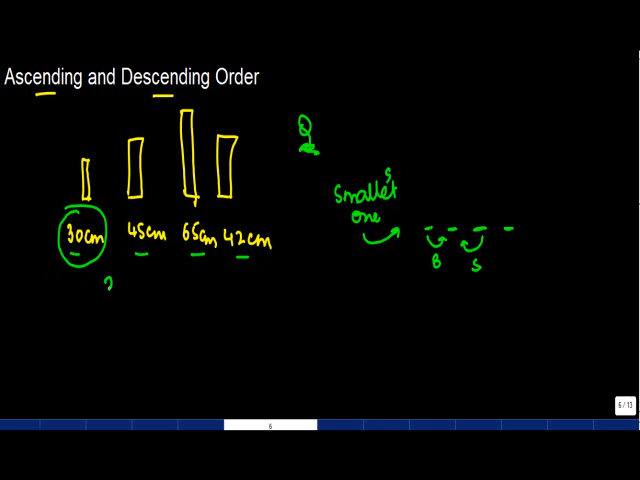 Ascending and Descending Order
Q
smallest
one
30cm 45cm 65cm 42cm
B S
6 / 13
6